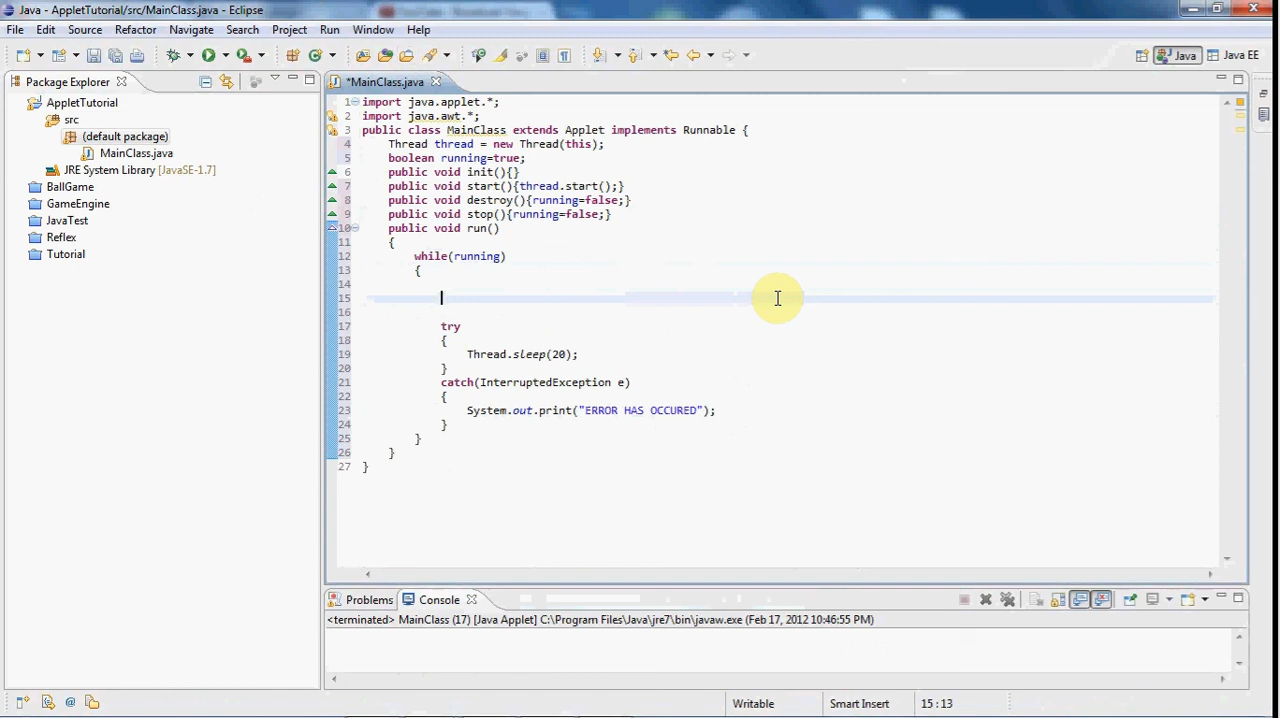 Java - AppletTutorial/src/MainClass.java - Eclipse
File Edit Source Refactor Navigate Search Project Run Window Help
Java Java EE
Package Explorer
AppletTutorial
src
(default package)
MainClass.java
JRE System Library [JavaSE-1.7]
BallGame
GameEngine
JavaTest
Reflex
Tutorial
*MainClass.java
1 import java.applet.*;
2 import java.awt.*;
3 public class MainClass extends Applet implements Runnable {
4 Thread thread = new Thread(this);
5 boolean running=true;
6 public void init(){}
7 public void start(){thread.start();}
8 public void destroy(){running=false;}
9 public void stop(){running=false;}
10 public void run()
11 {
12 while(running)
13 {
14
15
16
17 try
18 {
19 Thread.sleep(20);
20 }
21 catch(InterruptedException e)
22 {
23 System.out.print("ERROR HAS OCCURED");
24 }
25 }
26 }
27 }
Problems Console
<terminated> MainClass (17) [Java Applet] C:\Program Files\Java\jre7\bin\javaw.exe (Feb 17, 2012 10:46:55 PM)
Writable Smart Insert 15 : 13